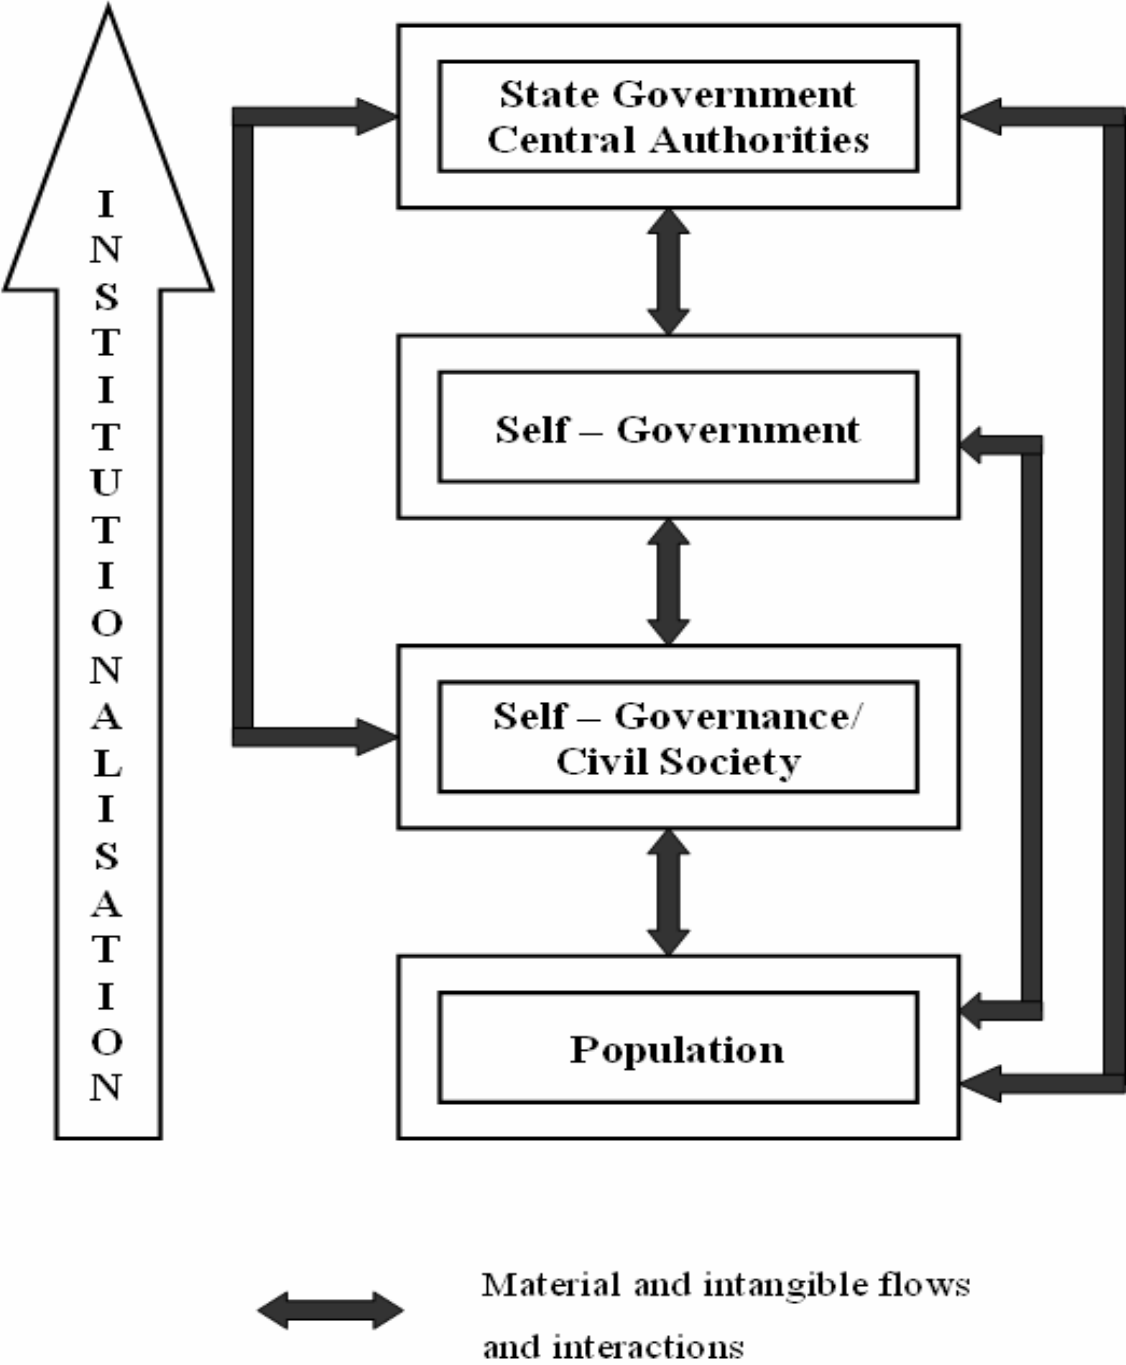 INSTITUTIONALISATION
State Government
Central Authorities
Self – Government
Self – Governance/
Civil Society
Population
Material and intangible flows
and interactions